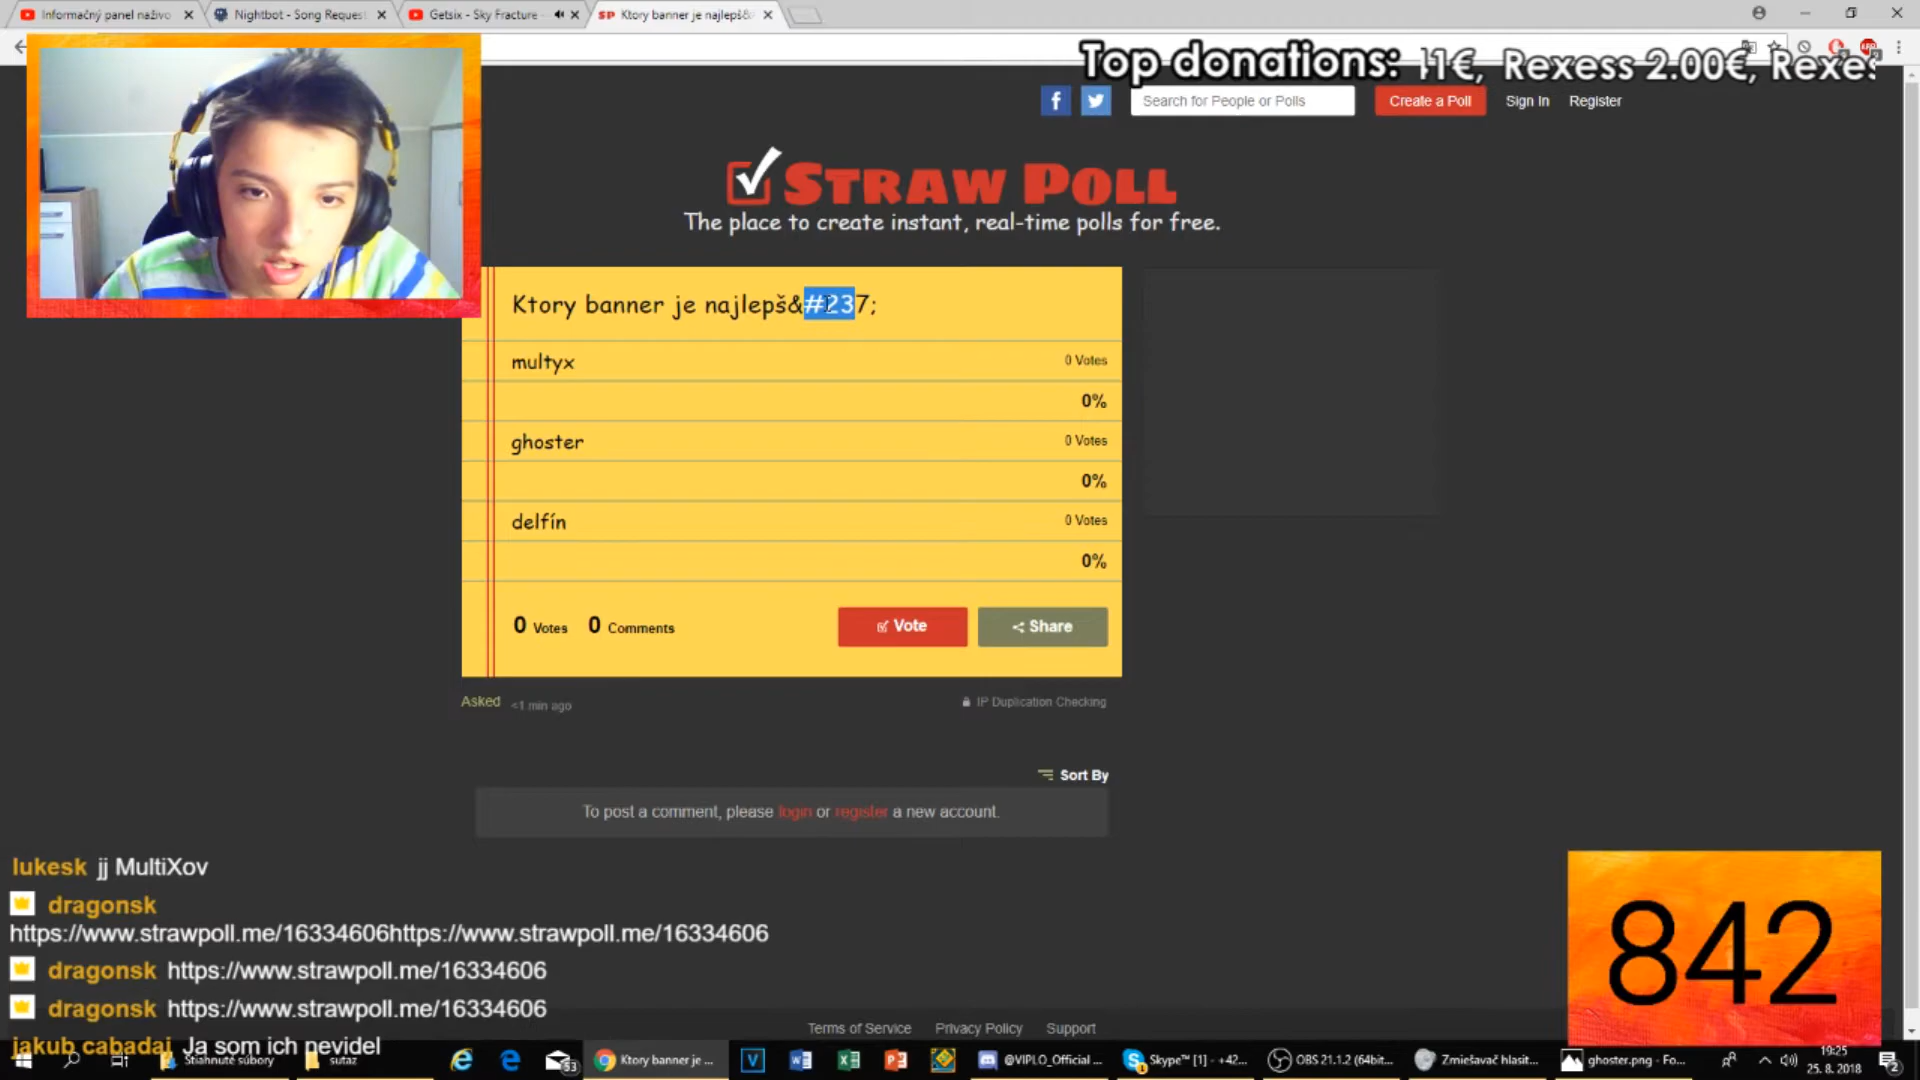 Informačný panel naživo
Nightbot - Song Request
Getsix - Sky Fracture
SP Ktory banner je najlepš&
Top donations: 11€, Rexess 2.00€, Rexes
f
Search for People or Polls
Create a Poll
Sign In
Register
STRAW POLL
The place to create instant, real-time polls for free.
Ktory banner je najlepš&#237;
multyx
0 Votes
0%
ghoster
0 Votes
0%
delfín
0 Votes
0%
0 Votes 0 Comments
Vote
Share
Asked <1 min ago
IP Duplication Checking
Sort By
To post a comment, please login or register a new account.
lukesk jj MultiXov
dragonsk
https://www.strawpoll.me/16334606https://www.strawpoll.me/16334606
dragonsk https://www.strawpoll.me/16334606
dragonsk https://www.strawpoll.me/16334606
jakub cabadaj Ja som ich nevidel
842
Terms of Service
Privacy Policy
Support
Stiahnuté súbory
sutaz
53
Ktory banner je ...
@VIPLO_Official ...
Skype™ [1] - +42...
OBS 21.1.2 (64bit...
Zmiešavač hlasit...
ghoster.png - Fo...
19:25
25. 8. 2018
2